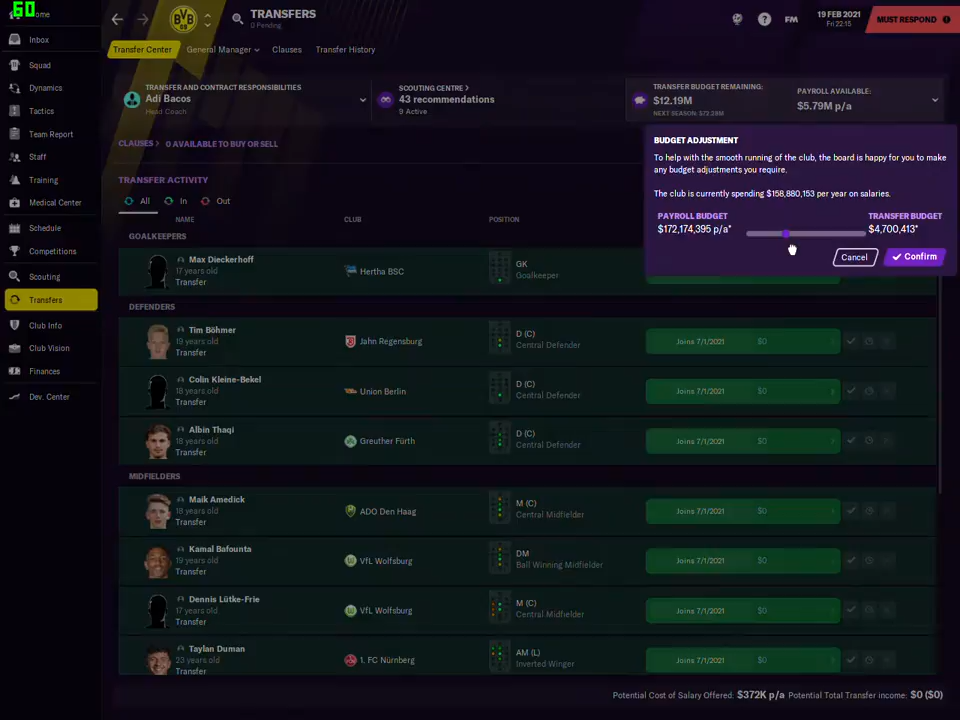 60
ome
BVB
09
TRANSFERS
0 Pending
?
FM
19 FEB 2021
Fri 22:15
MUST RESPOND
Inbox
Squad
Dynamics
Tactics
Team Report
Staff
Training
Medical Center
Schedule
Competitions
Scouting
Transfers
Club Info
Club Vision
Finances
Dev. Center
Transfer Center
General Manager
Clauses
Transfer History
TRANSFER AND CONTRACT RESPONSIBILITIES
Adi Bacos
Head Coach
SCOUTING CENTRE >
43 recommendations
9 Active
TRANSFER BUDGET REMAINING:
$12.19M
PAYROLL AVAILABLE:
$5.79M p/a
CLAUSES > 0 AVAILABLE TO BUY OR SELL
BUDGET ADJUSTMENT
To help with the smooth running of the club, the board is happy for you to make
any budget adjustments you require.
The club is currently spending $158,880,153 per year on salaries.
PAYROLL BUDGET
$172,174,395 p/a*
TRANSFER BUDGET
$4,700,413*
Cancel
Confirm
TRANSFER ACTIVITY
All
In
Out
NAME
CLUB
POSITION
GOALKEEPERS
Max Dieckerhoff
17 years old
Transfer
Hertha BSC
GK
Goalkeeper
DEFENDERS
Tim Böhmer
19 years old
Transfer
Jahn Regensburg
D (C)
Central Defender
Joins 7/1/2021
$0
Colin Kleine-Bekel
18 years old
Transfer
Union Berlin
D (C)
Central Defender
Joins 7/1/2021
$0
Albin Thaqi
18 years old
Transfer
Greuther Fürth
D (C)
Central Defender
Joins 7/1/2021
$0
MIDFIELDERS
Maik Amedick
18 years old
Transfer
ADO Den Haag
M (C)
Central Midfielder
Joins 7/1/2021
$0
Kamal Bafounta
19 years old
Transfer
VfL Wolfsburg
DM
Ball Winning Midfielder
Joins 7/1/2021
$0
Dennis Lütke-Frie
17 years old
Transfer
VfL Wolfsburg
M (C)
Central Midfielder
Joins 7/1/2021
$0
Taylan Duman
23 years old
Transfer
1. FC Nürnberg
AM (L)
Inverted Winger
Joins 7/1/2021
$0
Potential Cost of Salary Offered: $372K p/a Potential Total Transfer income: $0 ($0)